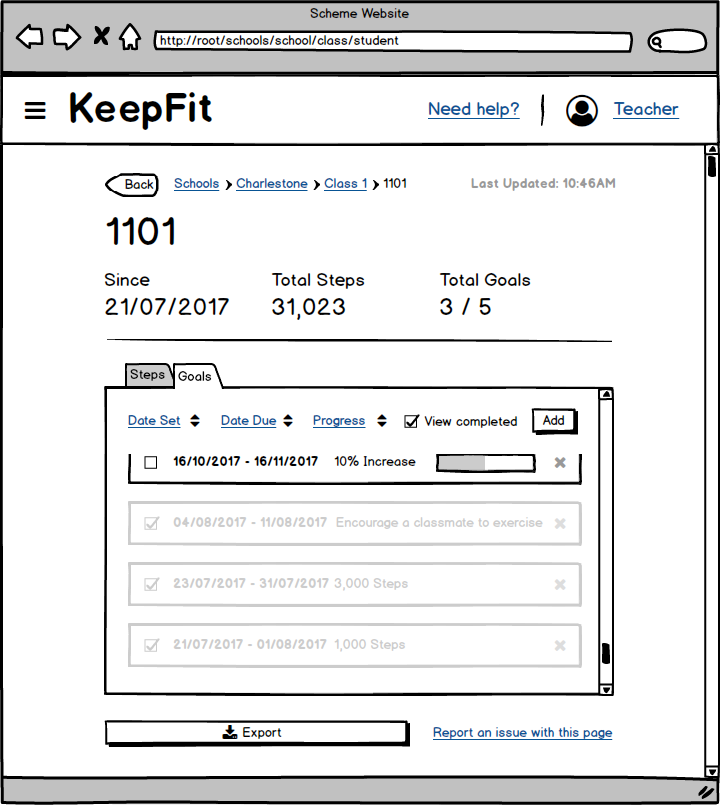 Scheme Website
http://root/schools/school/class/student
KeepFit Need help? Teacher
Back Schools Charlestone Class 1 1101 Last Updated: 10:46AM
1101
Since Total Steps Total Goals
21/07/2017 31,023 3 / 5
Steps Goals
Date Set Date Due Progress View completed Add
16/10/2017 - 16/11/2017 10% Increase
04/08/2017 - 11/08/2017 Encourage a classmate to exercise
23/07/2017 - 31/07/2017 3,000 Steps
21/07/2017 - 01/08/2017 1,000 Steps
Export Report an issue with this page